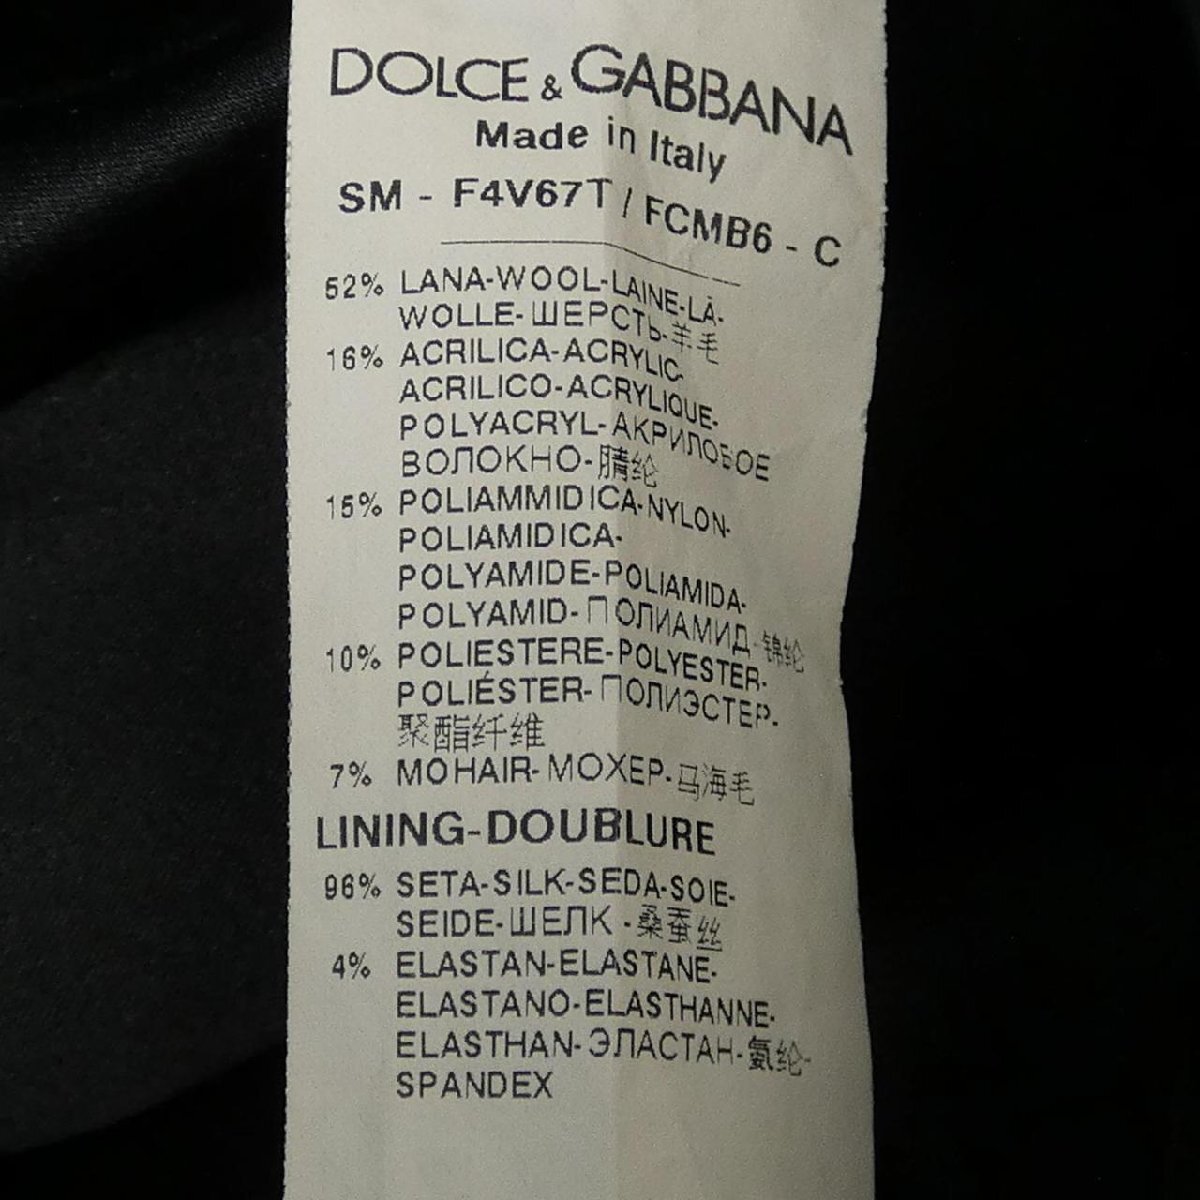 DOLCE & GABBANA
Made in Italy
SM - F4V67T / FCMB6 - C
52% LANA-WOOL-LAINE-LÃ-
WOLLE-ШЕРСТЬ-羊毛
16% ACRILICA-ACRYLIC-
ACRILICO-ACRYLIQUE-
POLYACRYL-АКРИЛОВОЕ
ВОЛОКНО-腈纶
15% POLIAMMIDICA-NYLON-
POLIAMIDICA-
POLYAMIDE-POLIAMIDA-
POLYAMID-ПОЛИАМИД-锦纶
10% POLIESTERE-POLYESTER-
POLIÉSTER-ПОЛИЭСТЕР-
聚酯纤维
7% MOHAIR-МОХЕР-马海毛
LINING-DOUBLURE
96% SETA-SILK-SEDA-SOIE-
SEIDE-ШЕЛК -桑蚕丝
4% ELASTAN-ELASTANE-
ELASTANO-ELASTHANNE-
ELASTHAN-ЭЛАСТАН-氨纶-
SPANDEX